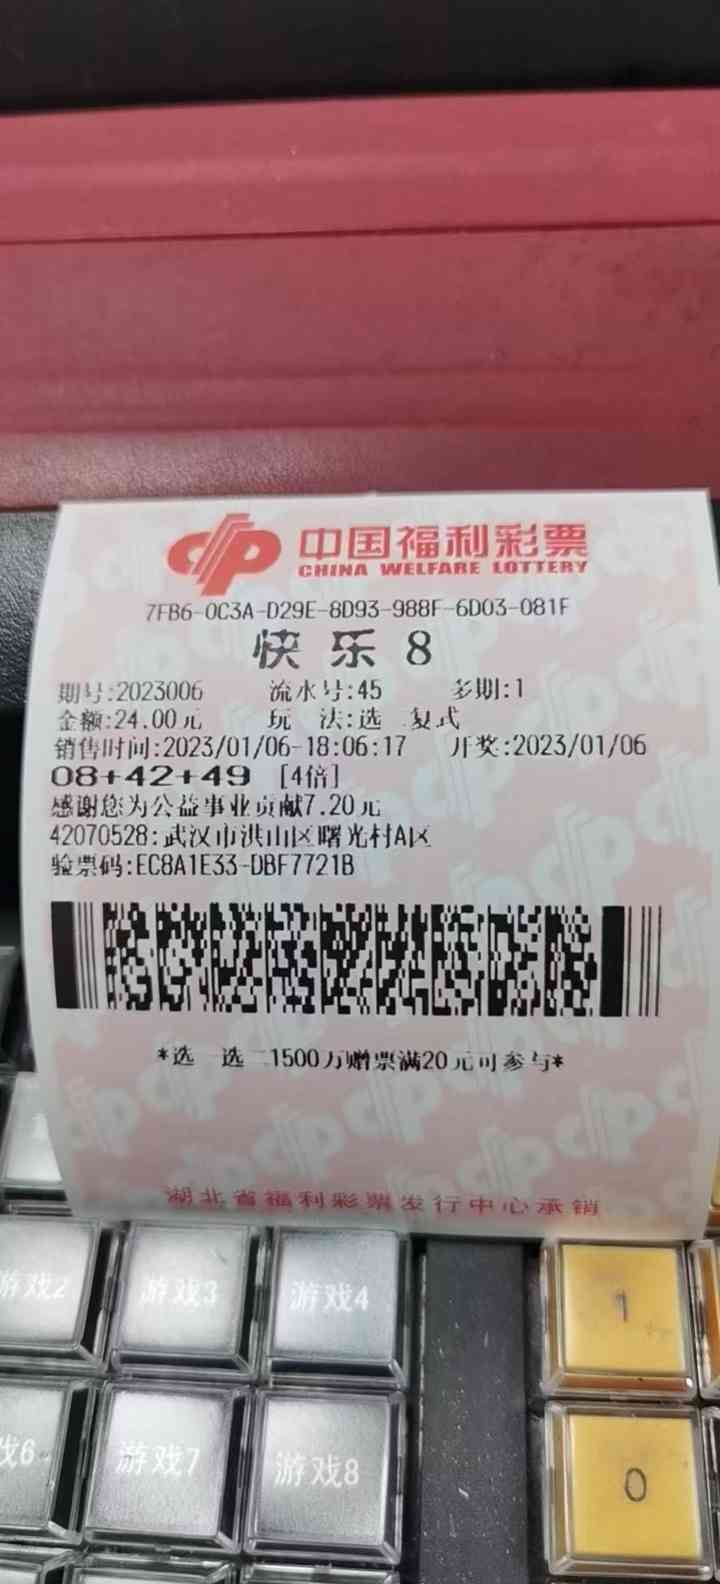 中国福利彩票
CHINA WELFARE LOTTERY
7FB6-0C3A-D29E-8D93-988F-6D03-081F
快乐8
期号:2023006 流水号:45 多期:1
金额:24.00元 玩 法:选二复式
销售时间:2023/01/06-18:06:17 开奖:2023/01/06
08+42+49 [4倍]
感谢您为公益事业贡献7.20元
42070528:武汉市洪山区曙光村A区
验票码:EC8A1E33-DBF7721B
*选一选二1500万赠票满20元可参与*
湖北省福利彩票发行中心承销
游戏2 游戏3 游戏4 1
戏6 游戏7 游戏8 0